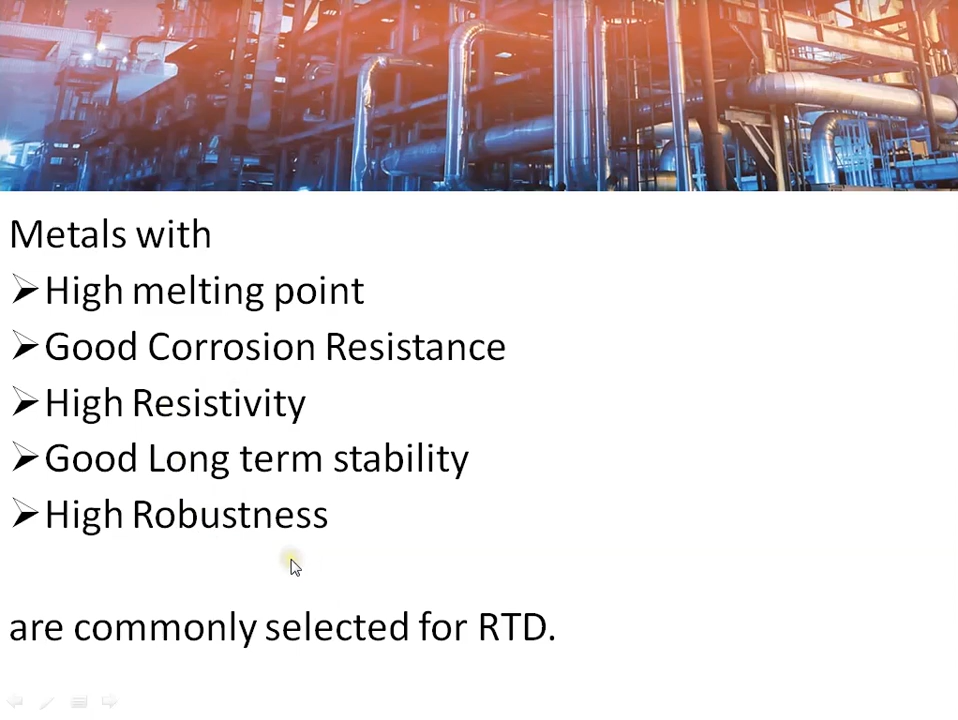 Metals with
➢High melting point
➢Good Corrosion Resistance
➢High Resistivity
➢Good Long term stability
➢High Robustness
are commonly selected for RTD.